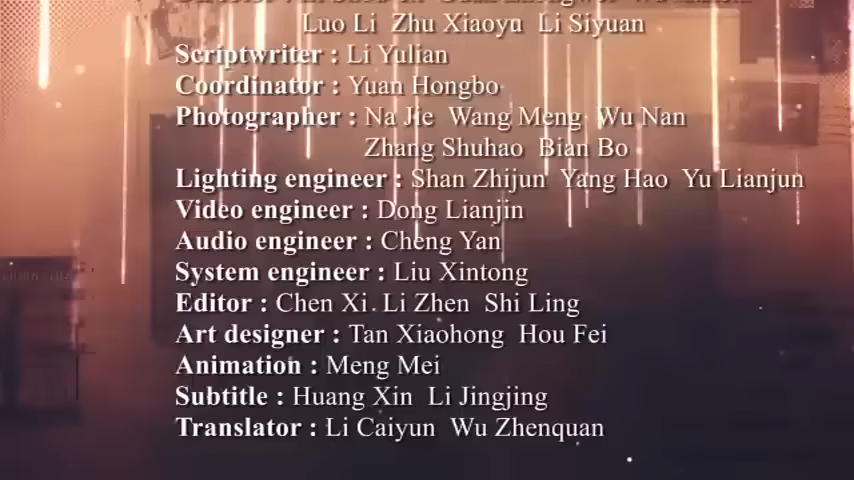 Luo Li Zhu Xiaoyu Li Siyuan
Scriptwriter : Li Yulian
Coordinator : Yuan Hongbo
Photographer : Na Jie Wang Meng Wu Nan
Zhang Shuhao Bian Bo
Lighting engineer : Shan Zhijun Yang Hao Yu Lianjun
Video engineer : Dong Lianjin
Audio engineer : Cheng Yan
System engineer : Liu Xintong
Editor : Chen Xi Li Zhen Shi Ling
Art designer : Tan Xiaohong Hou Fei
Animation : Meng Mei
Subtitle : Huang Xin Li Jingjing
Translator : Li Caiyun Wu Zhenquan